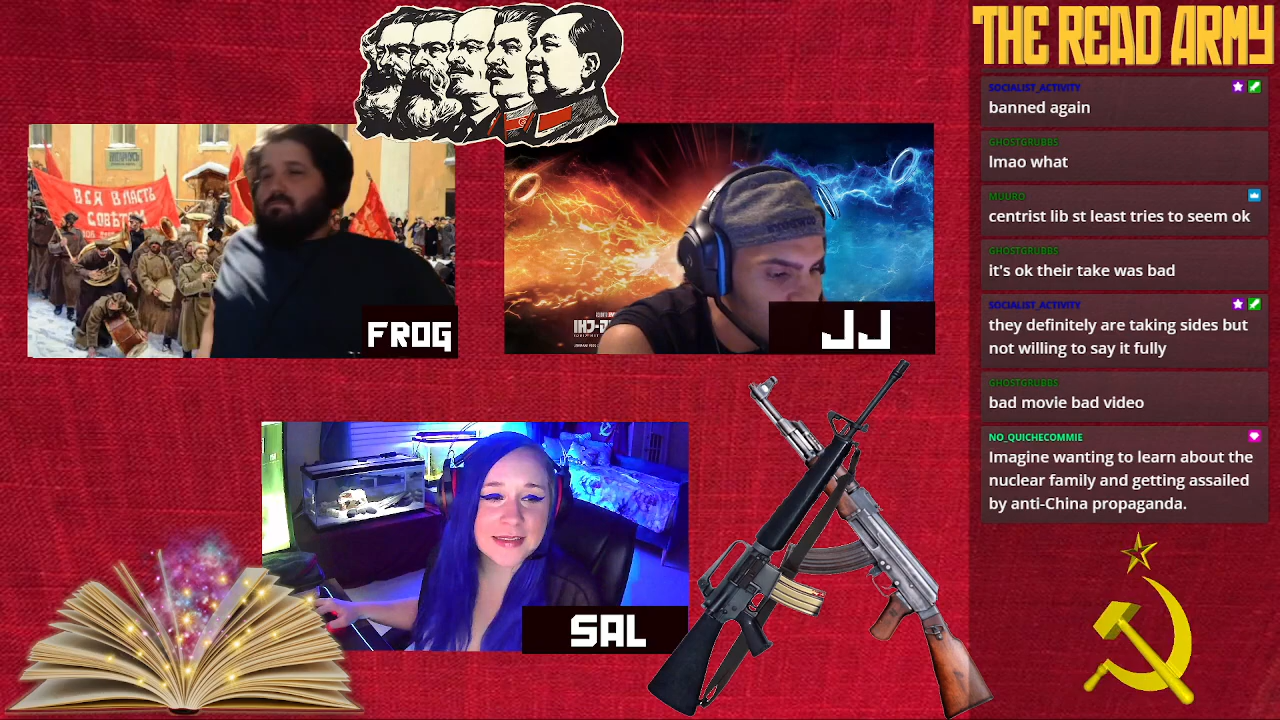 THE READ ARMY
SOCIALIST_ACTIVITY
banned again
GHOSTGRUBBS
lmao what
MUURO
centrist lib st least tries to seem ok
GHOSTGRUBBS
it's ok their take was bad
SOCIALIST_ACTIVITY
they definitely are taking sides but
not willing to say it fully
GHOSTGRUBBS
bad movie bad video
NO_QUICHECOMMIE
Imagine wanting to learn about the
nuclear family and getting assailed
by anti-China propaganda.
ВСЯ ВЛАСТЬ
СОВѢТАМ
FROG
JJ
SAL